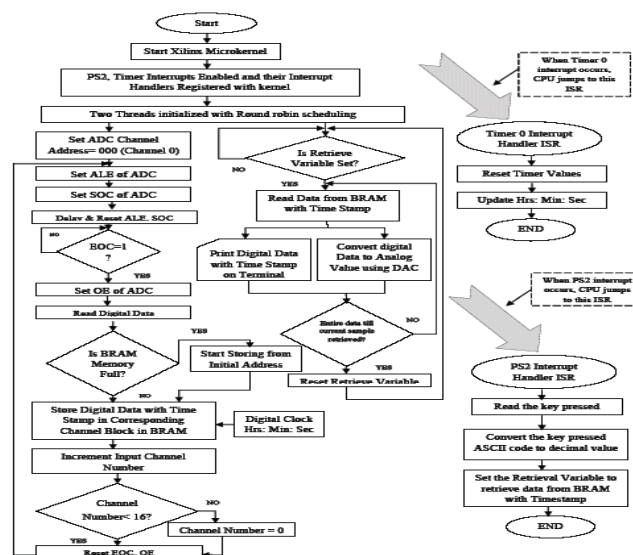 Start
Start Xilinx Microkernel
PS2, Timer Interrupts Enabled and their Interrupt
Handlers Registered with kernel
Two Threads initialized with Round robin scheduling
Set ADC Channel
Address= 000 (Channel 0)
Set ALE of ADC
Set SOC of ADC
Delay & Reset ALE, SOC
NO
EOC=1
?
YES
Set OE of ADC
Read Digital Data
YES
Is
BRAM
Memory
Full?
NO
Start Storing from
Initial Address
Store Digital Data with Time
Stamp in Corresponding
Channel Block in BRAM
Digital Clock
Hrs: Min: Sec
Increment Input Channel
Number
Channel
Number< 16?
NO
YES
Channel Number = 0
Reset EOC, OE
Is Retrieve
Variable Set?
NO
YES
Read Data from BRAM
with Time Stamp
Print Digital Data
with Time Stamp
on Terminal
Convert digital
Data to Analog
Value using DAC
Entire data till
current sample
retrieved?
NO
YES
Reset Retrieve Variable
When Timer 0
interrupt occurs,
CPU jumps to this
ISR
Timer 0 Interrupt
Handler ISR
Reset Timer Values
Update Hrs: Min: Sec
END
When PS2 interrupt
occurs, CPU jumps
to this ISR
PS2 Interrupt
Handler ISR
Read the key pressed
Convert the key pressed
ASCII code to decimal value
Set the Retrieval Variable to
retrieve data from BRAM
with Timestamp
END